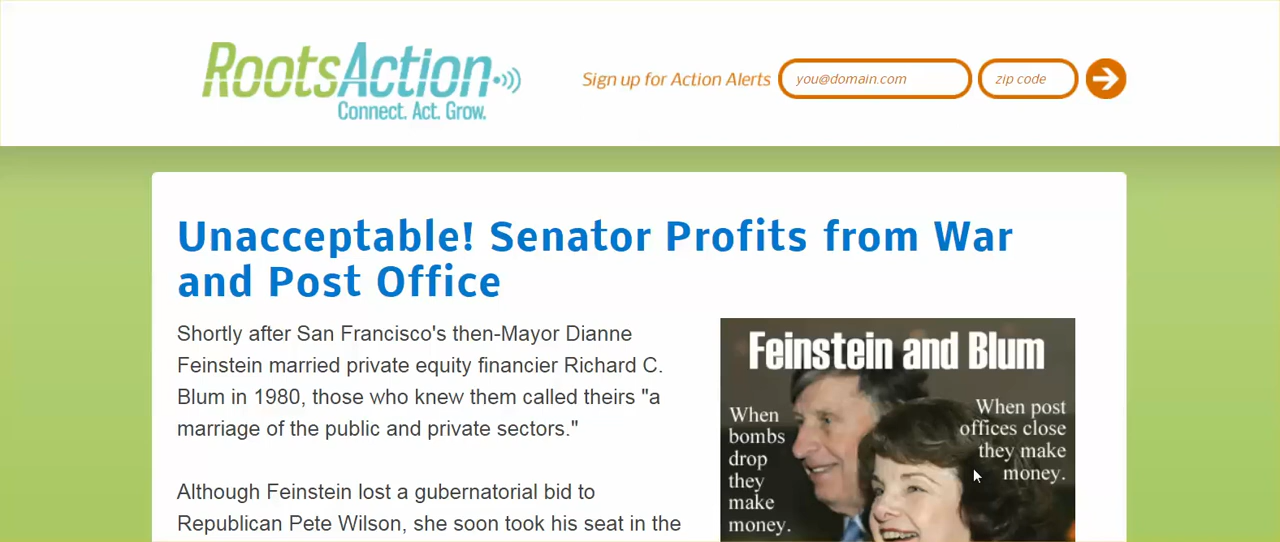 RootsAction
Connect. Act. Grow.
Sign up for Action Alerts
you@domain.com
zip code
Unacceptable! Senator Profits from War
and Post Office
Shortly after San Francisco's then-Mayor Dianne
Feinstein married private equity financier Richard C.
Blum in 1980, those who knew them called theirs "a
marriage of the public and private sectors."
Although Feinstein lost a gubernatorial bid to
Republican Pete Wilson, she soon took his seat in the
Feinstein and Blum
When
bombs
drop
they
make
money.
When post
offices close
they make
money.